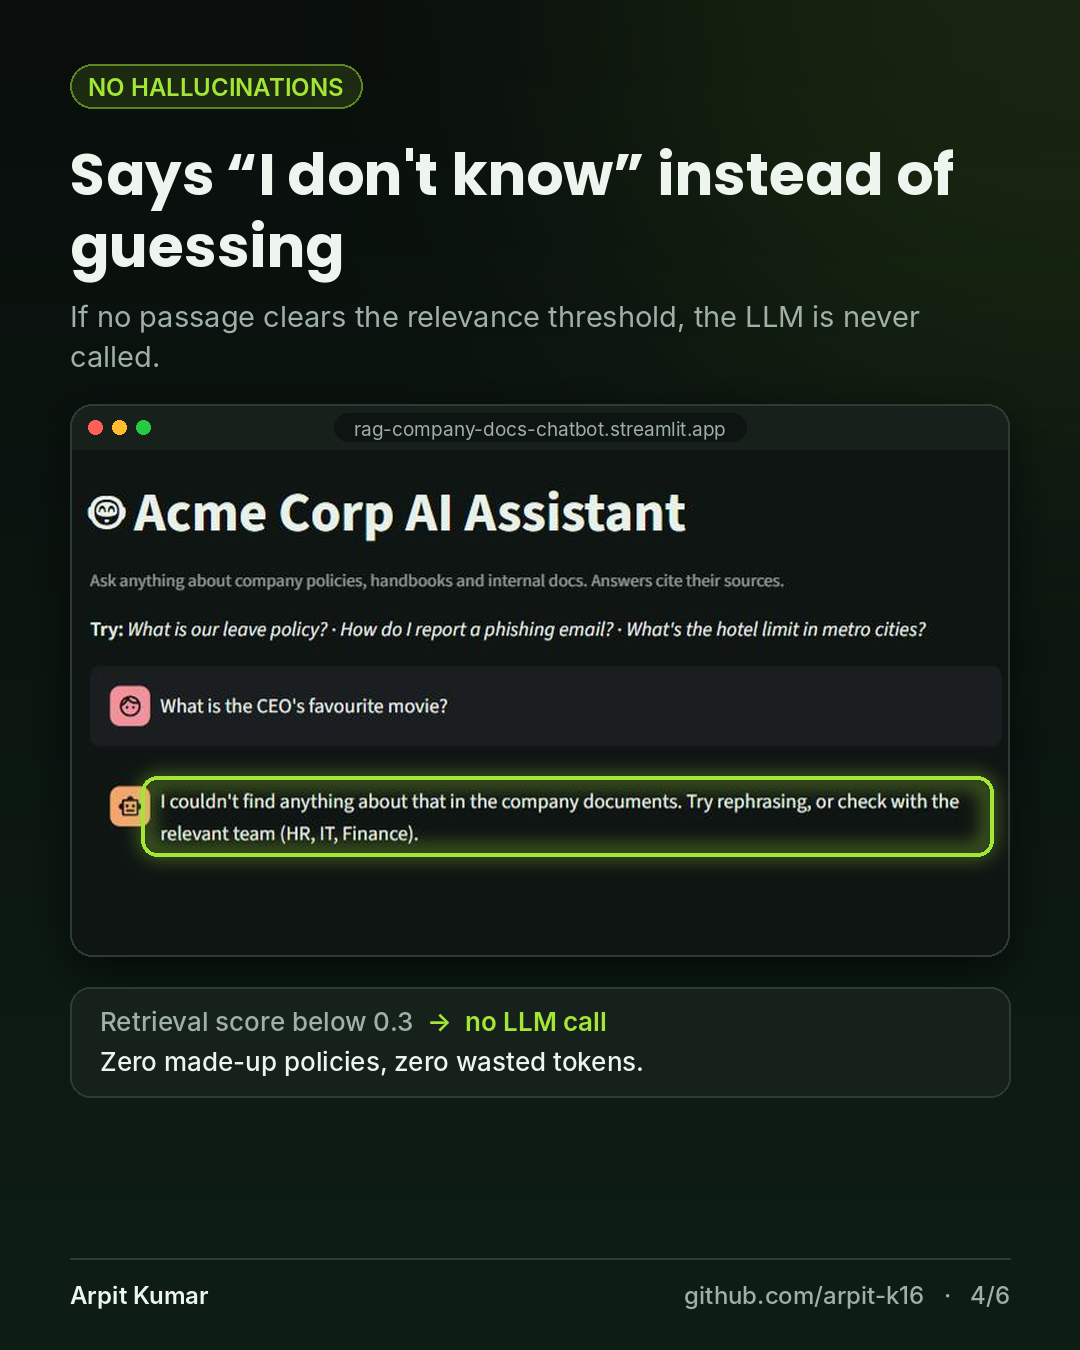 NO HALLUCINATIONS
Says “I don't know” instead of
guessing
If no passage clears the relevance threshold, the LLM is never
called.
rag-company-docs-chatbot.streamlit.app
Acme Corp AI Assistant
Ask anything about company policies, handbooks and internal docs. Answers cite their sources.
Try: What is our leave policy? · How do I report a phishing email? · What's the hotel limit in metro cities?
What is the CEO's favourite movie?
I couldn't find anything about that in the company documents. Try rephrasing, or check with the
relevant team (HR, IT, Finance).
Retrieval score below 0.3 → no LLM call
Zero made-up policies, zero wasted tokens.
Arpit Kumar
github.com/arpit-k16 · 4/6